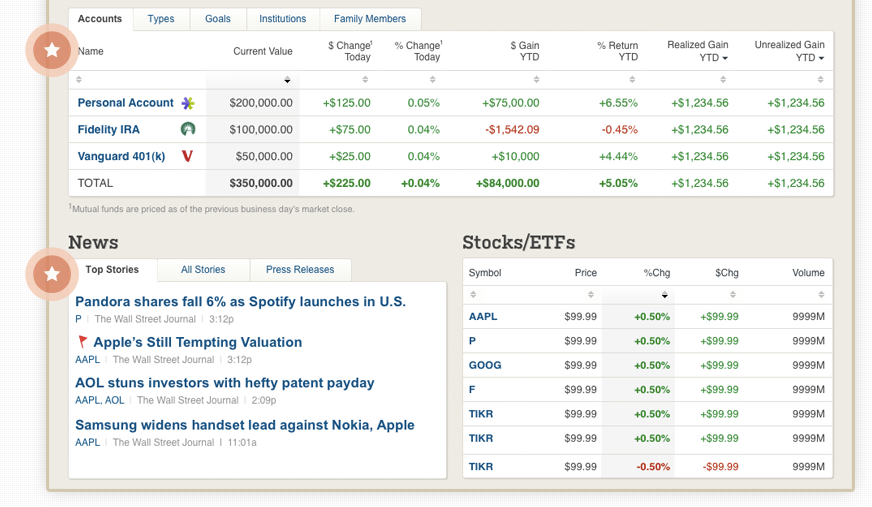 Accounts Types Goals Institutions Family Members
Name Current Value $ Change¹ Today % Change¹ Today $ Gain YTD % Return YTD Realized Gain YTD Unrealized Gain YTD
Personal Account $200,000.00 +$125.00 0.05% +$75,00.00 +6.55% +$1,234.56 +$1,234.56
Fidelity IRA $100,000.00 +$75.00 0.04% -$1,542.09 -0.45% +$1,234.56 +$1,234.56
Vanguard 401(k) V $50,000.00 +$25.00 0.04% +$10,000 +4.44% +$1,234.56 +$1,234.56
TOTAL $350,000.00 +$225.00 +0.04% +$84,000.00 +5.05% +$1,234.56 +$1,234.56
¹Mutual funds are priced as of the previous business day's market close.
News
Top Stories All Stories Press Releases
Pandora shares fall 6% as Spotify launches in U.S.
P | The Wall Street Journal | 3:12p
Apple's Still Tempting Valuation
AAPL | The Wall Street Journal | 3:12p
AOL stuns investors with hefty patent payday
AAPL, AOL | The Wall Street Journal | 2:09p
Samsung widens handset lead against Nokia, Apple
AAPL | The Wall Street Journal | 11:01a
Stocks/ETFs
Symbol Price %Chg $Chg Volume
AAPL $99.99 +0.50% +$99.99 9999M
P $99.99 +0.50% +$99.99 9999M
GOOG $99.99 +0.50% +$99.99 9999M
F $99.99 +0.50% +$99.99 9999M
TIKR $99.99 +0.50% +$99.99 9999M
TIKR $99.99 +0.50% +$99.99 9999M
TIKR $99.99 -0.50% -$99.99 9999M